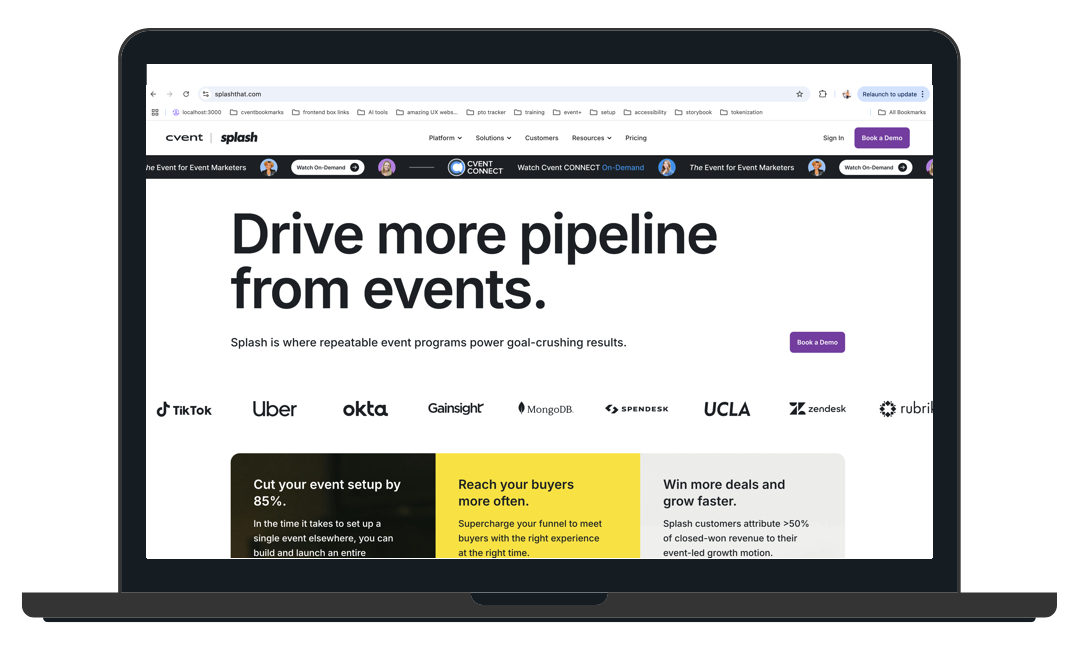 splashthat.com
Relaunch to update
localhost:3000 cventbookmarks frontend box links AI tools amazing UX webs... pto tracker training event+ setup accessibility storybook tokenization All Bookmarks
cvent | splash Platform Solutions Customers Resources Pricing Sign In Book a Demo
he Event for Event Marketers Watch On-Demand CVENT CONNECT Watch Cvent CONNECT On-Demand The Event for Event Marketers Watch On-Demand
Drive more pipeline
from events.
Splash is where repeatable event programs power goal-crushing results. Book a Demo
TikTok Uber okta Gainsight MongoDB. SPENDESK UCLA zendesk rubrik
Cut your event setup by
85%.
In the time it takes to set up a
single event elsewhere, you can
build and launch an entire
Reach your buyers
more often.
Supercharge your funnel to meet
buyers with the right experience
at the right time.
Win more deals and
grow faster.
Splash customers attribute >50%
of closed-won revenue to their
event-led growth motion.